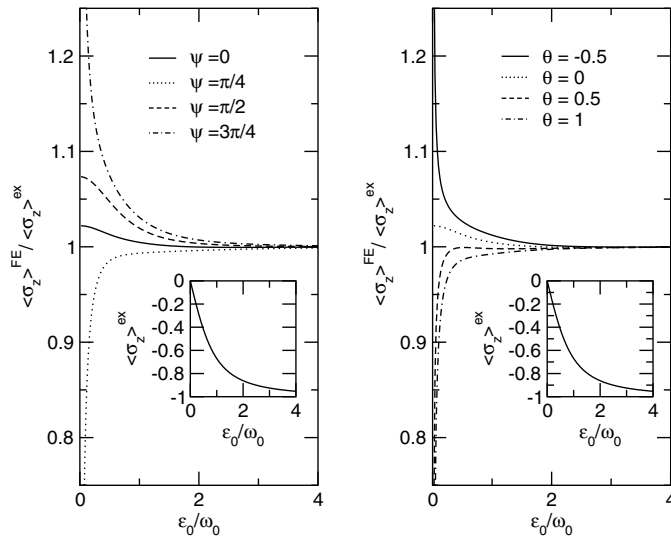 1.2
1.1
1
0.9
0.8
<σz>FE / <σz>ex
ψ =0
ψ =π/4
ψ =π/2
ψ =3π/4
0
-0.2
-0.4
-0.6
-0.8
-1
<σz>ex
0 2 4
ε0/ω0
0 2 4
ε0/ω0
1.2
1.1
1
0.9
0.8
<σz>FE / <σz>ex
θ = -0.5
θ = 0
θ = 0.5
θ = 1
0
-0.2
-0.4
-0.6
-0.8
-1
<σz>ex
0 2 4
ε0/ω0
0 2 4
ε0/ω0